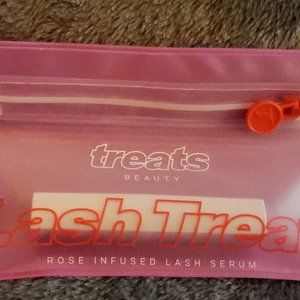 treats
BEAUTY
Lash Trea
ROSE INFUSED LASH SERUM